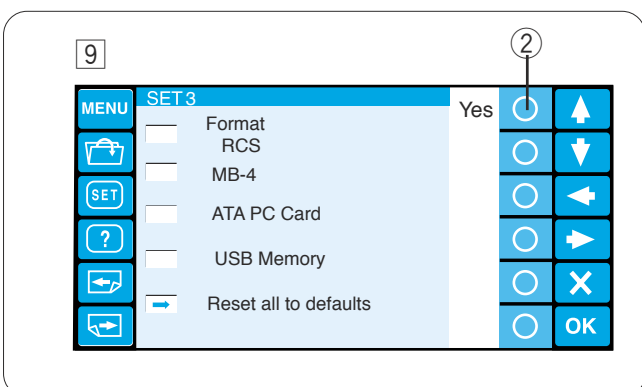 9
2
MENU
SET 3
Yes
Format
RCS
MB-4
SET
ATA PC Card
?
USB Memory
Reset all to defaults
OK